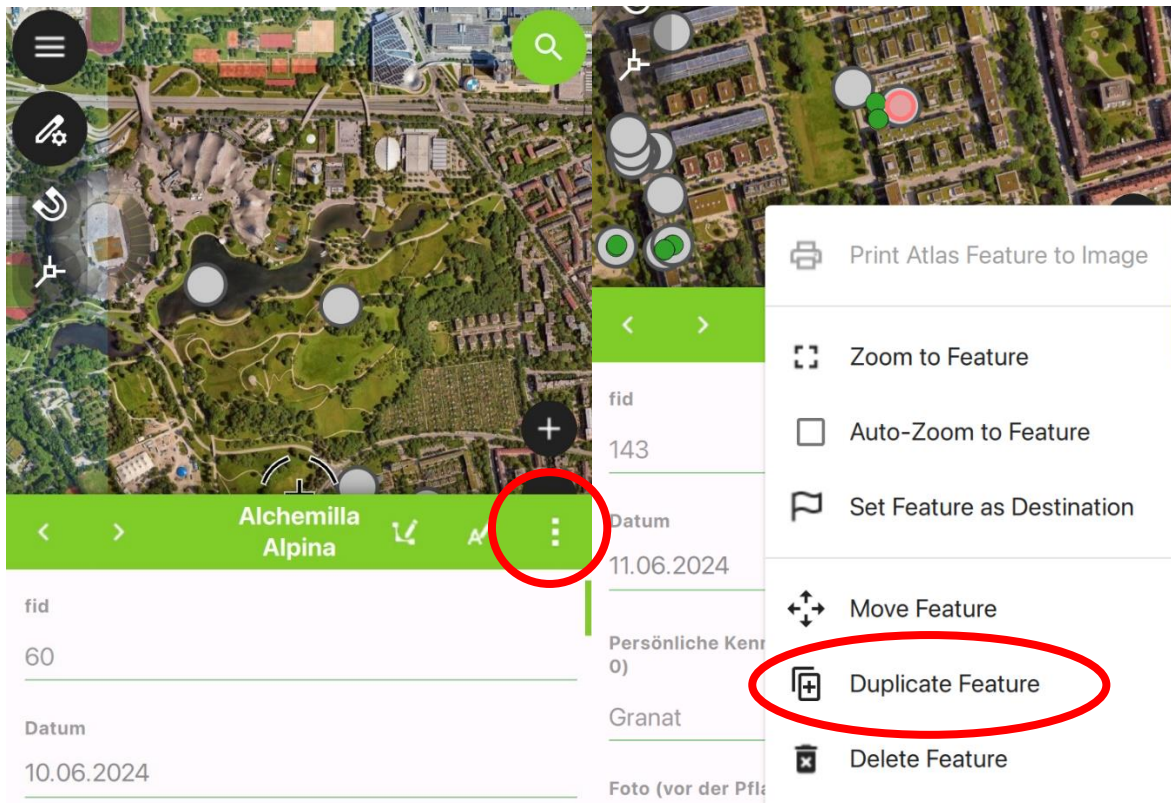 Alchemilla
Alpina
fid
60
Datum
10.06.2024
fid
143
Datum
11.06.2024
Persönliche Kenn
0)
Granat
Foto (vor der Pfla
Print Atlas Feature to Image
Zoom to Feature
Auto-Zoom to Feature
Set Feature as Destination
Move Feature
Duplicate Feature
Delete Feature